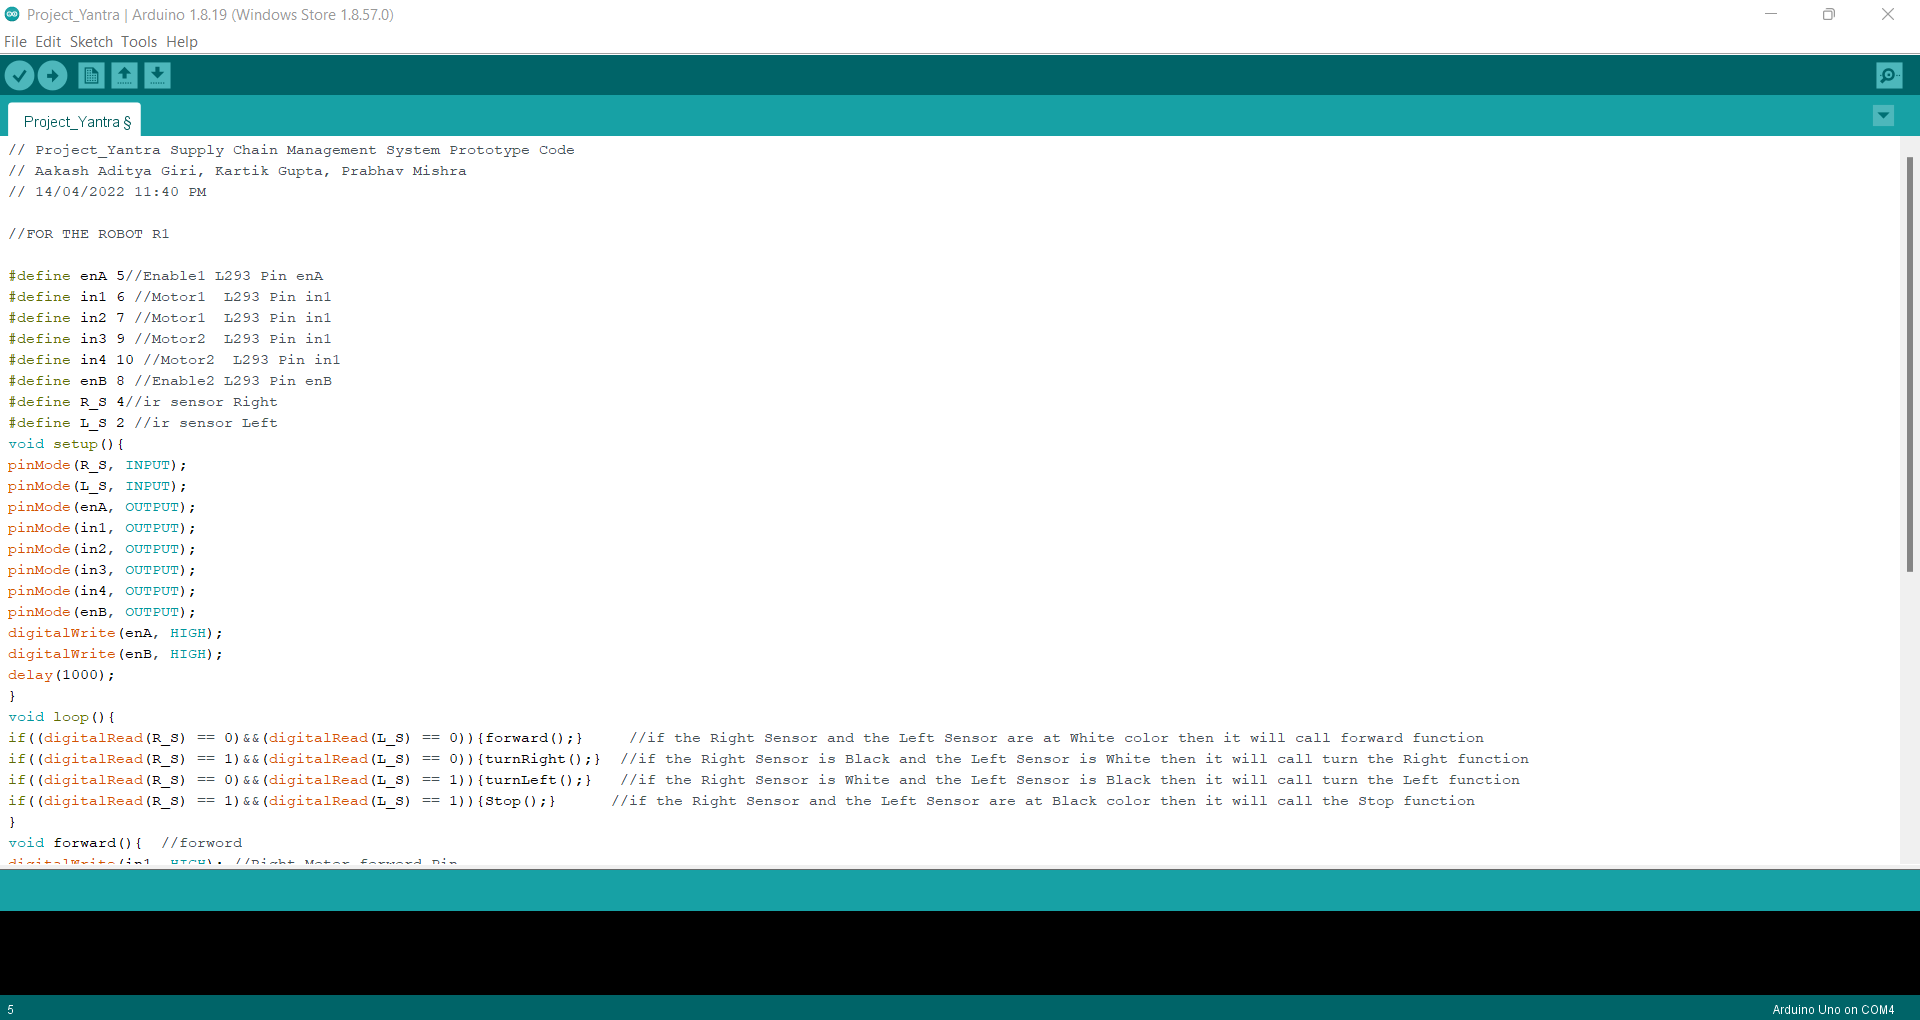 Project_Yantra | Arduino 1.8.19 (Windows Store 1.8.57.0)
File Edit Sketch Tools Help
Project_Yantra §
// Project_Yantra Supply Chain Management System Prototype Code
// Aakash Aditya Giri, Kartik Gupta, Prabhav Mishra
// 14/04/2022 11:40 PM
//FOR THE ROBOT R1
#define enA 5//Enable1 L293 Pin enA
#define in1 6 //Motor1  L293 Pin in1
#define in2 7 //Motor1  L293 Pin in1
#define in3 9 //Motor2  L293 Pin in1
#define in4 10 //Motor2  L293 Pin in1
#define enB 8 //Enable2 L293 Pin enB
#define R_S 4//ir sensor Right
#define L_S 2 //ir sensor Left
void setup(){
pinMode(R_S, INPUT);
pinMode(L_S, INPUT);
pinMode(enA, OUTPUT);
pinMode(in1, OUTPUT);
pinMode(in2, OUTPUT);
pinMode(in3, OUTPUT);
pinMode(in4, OUTPUT);
pinMode(enB, OUTPUT);
digitalWrite(enA, HIGH);
digitalWrite(enB, HIGH);
delay(1000);
}
void loop(){
if((digitalRead(R_S) == 0)&&(digitalRead(L_S) == 0)){forward();}     //if the Right Sensor and the Left Sensor are at White color then it will call forward function
if((digitalRead(R_S) == 1)&&(digitalRead(L_S) == 0)){turnRight();}  //if the Right Sensor is Black and the Left Sensor is White then it will call turn the Right function
if((digitalRead(R_S) == 0)&&(digitalRead(L_S) == 1)){turnLeft();}   //if the Right Sensor is White and the Left Sensor is Black then it will call turn the Left function
if((digitalRead(R_S) == 1)&&(digitalRead(L_S) == 1)){Stop();}      //if the Right Sensor and the Left Sensor are at Black color then it will call the Stop function
}
void forward(){  //forword
digitalWrite(in1, HIGH); //Right Motor forword Pin
5
Arduino Uno on COM4